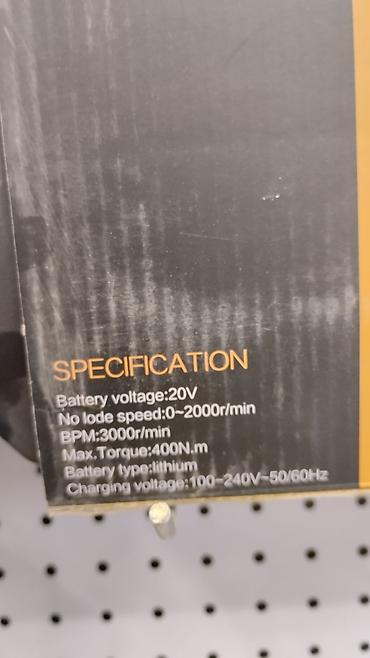 SPECIFICATION
Battery voltage:20V
No lode speed:0~2000r/min
BPM:3000r/min
Max.Torque:400N.m
Battery type:lithium
Charging voltage:100~240V~50/60Hz